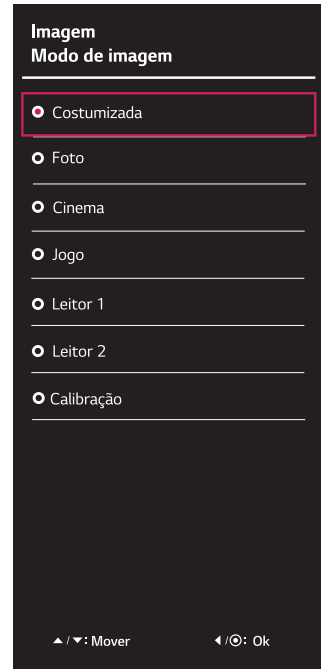 Imagem
Modo de imagem
Costumizada
Foto
Cinema
Jogo
Leitor 1
Leitor 2
Calibração
▲ / ▼: Mover ◀ /◉: Ok